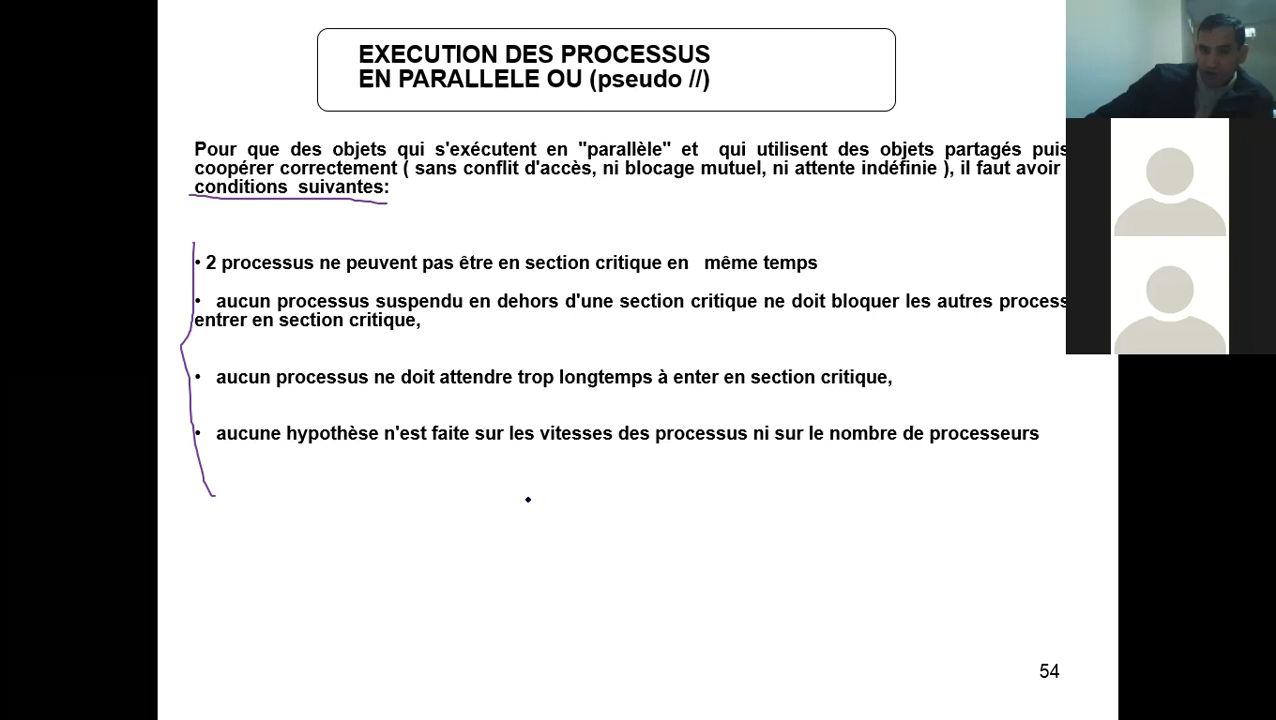 EXECUTION DES PROCESSUS
EN PARALLELE OU (pseudo //)
Pour que des objets qui s'exécutent en "parallèle" et qui utilisent des objets partagés
coopérer correctement ( sans conflit d'accès, ni blocage mutuel, ni attente indéfinie ), il faut avoir
conditions suivantes:
• 2 processus ne peuvent pas être en section critique en même temps
• aucun processus suspendu en dehors d'une section critique ne doit bloquer les autres
entrer en section critique,
• aucun processus ne doit attendre trop longtemps à enter en section critique,
• aucune hypothèse n'est faite sur les vitesses des processus ni sur le nombre de processeurs
54